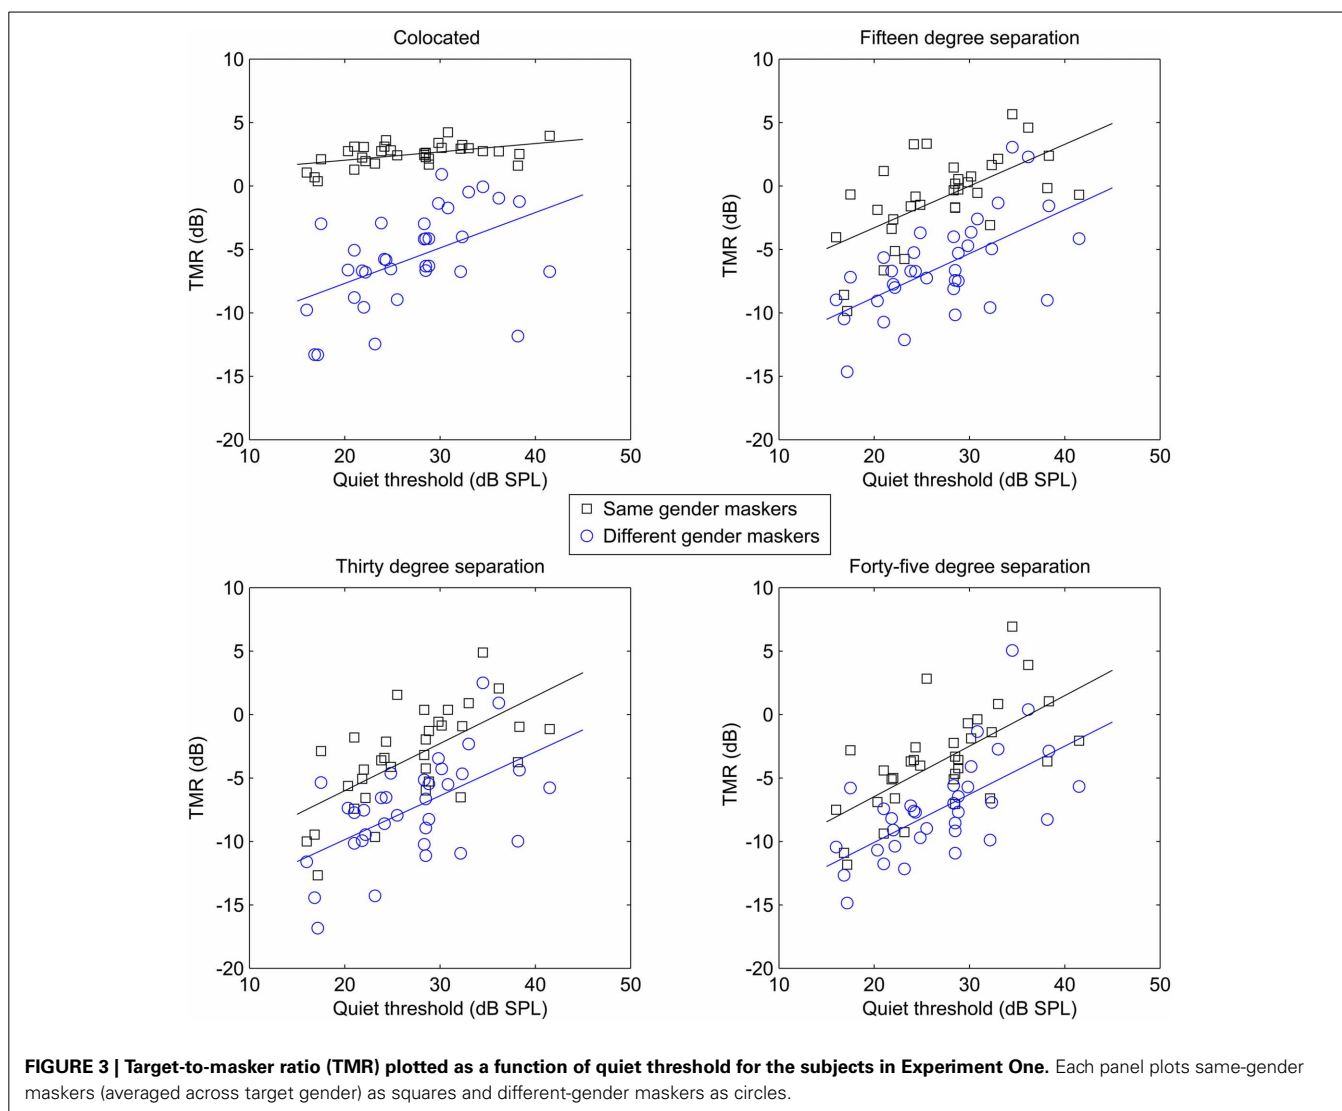 Colocated
10
5
0
-5
-10
-15
-20
TMR (dB)
10 20 30 40 50
Quiet threshold (dB SPL)
Fifteen degree separation
10
5
0
-5
-10
-15
-20
TMR (dB)
10 20 30 40 50
Quiet threshold (dB SPL)
Same gender maskers
Different gender maskers
Thirty degree separation
10
5
0
-5
-10
-15
-20
TMR (dB)
10 20 30 40 50
Quiet threshold (dB SPL)
Forty-five degree separation
10
5
0
-5
-10
-15
-20
TMR (dB)
10 20 30 40 50
Quiet threshold (dB SPL)
FIGURE 3 | Target-to-masker ratio (TMR) plotted as a function of quiet threshold for the subjects in Experiment One. Each panel plots same-gender
maskers (averaged across target gender) as squares and different-gender maskers as circles.